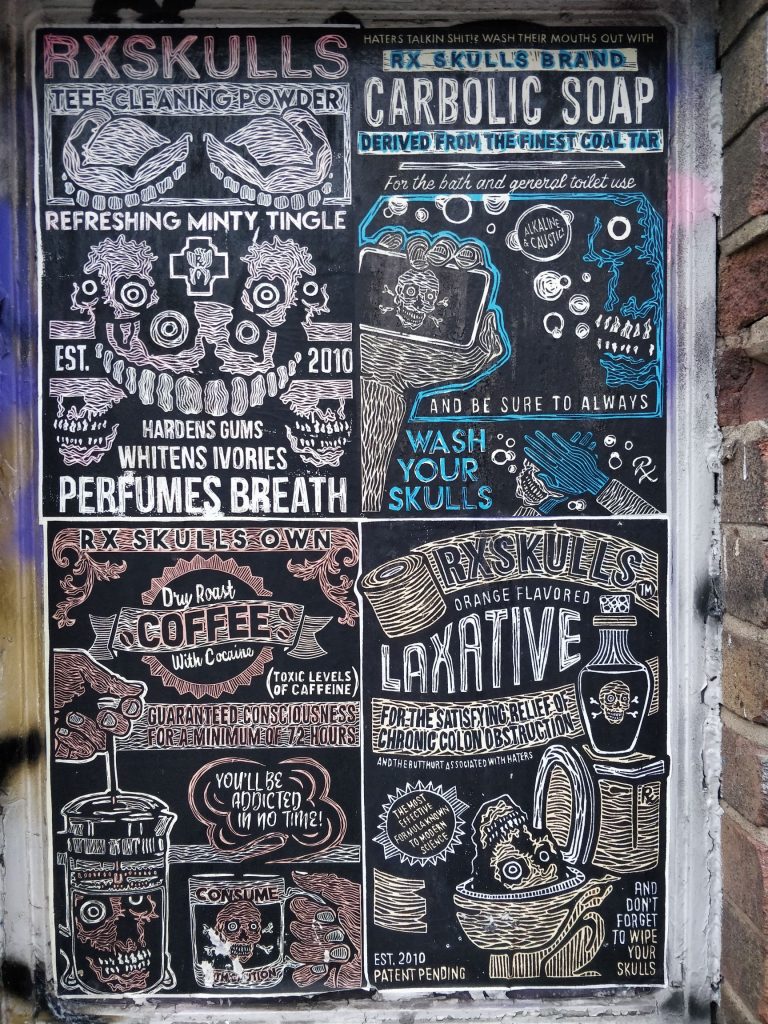 RXSKULLS
TEEF CLEANING POWDER
REFRESHING MINTY TINGLE
EST. 2010
HARDENS GUMS
WHITENS IVORIES
PERFUMES BREATH
HATERS TALKIN SHIT!? WASH THEIR MOUTHS OUT WITH
RX SKULLS BRAND
CARBOLIC SOAP
DERIVED FROM THE FINEST COAL TAR
For the bath and general toilet use
ALKALINE
& CAUSTIC
AND BE SURE TO ALWAYS
WASH
YOUR
SKULLS
RX
RX SKULLS OWN
Dry Roast
COFFEE
With Cocaine
(TOXIC LEVELS
OF CAFFEINE)
GUARANTEED CONSCIOUSNESS
FOR A MINIMUM OF 72 HOURS
YOU'LL BE
ADDICTED
IN NO TIME!
CONSUME
RXSKULLS TM
ORANGE FLAVORED
LAXATIVE
FOR THE SATISFYING RELIEF OF
CHRONIC COLON OBSTRUCTION
AND THE BUTTHURT ASSOCIATED WITH HATERS
THE MOST
EFFECTIVE
FORMULA KNOWN
TO MODERN
SCIENCE
RX
EST. 2010
PATENT PENDING
AND
DON'T
FORGET
TO WIPE
YOUR
SKULLS